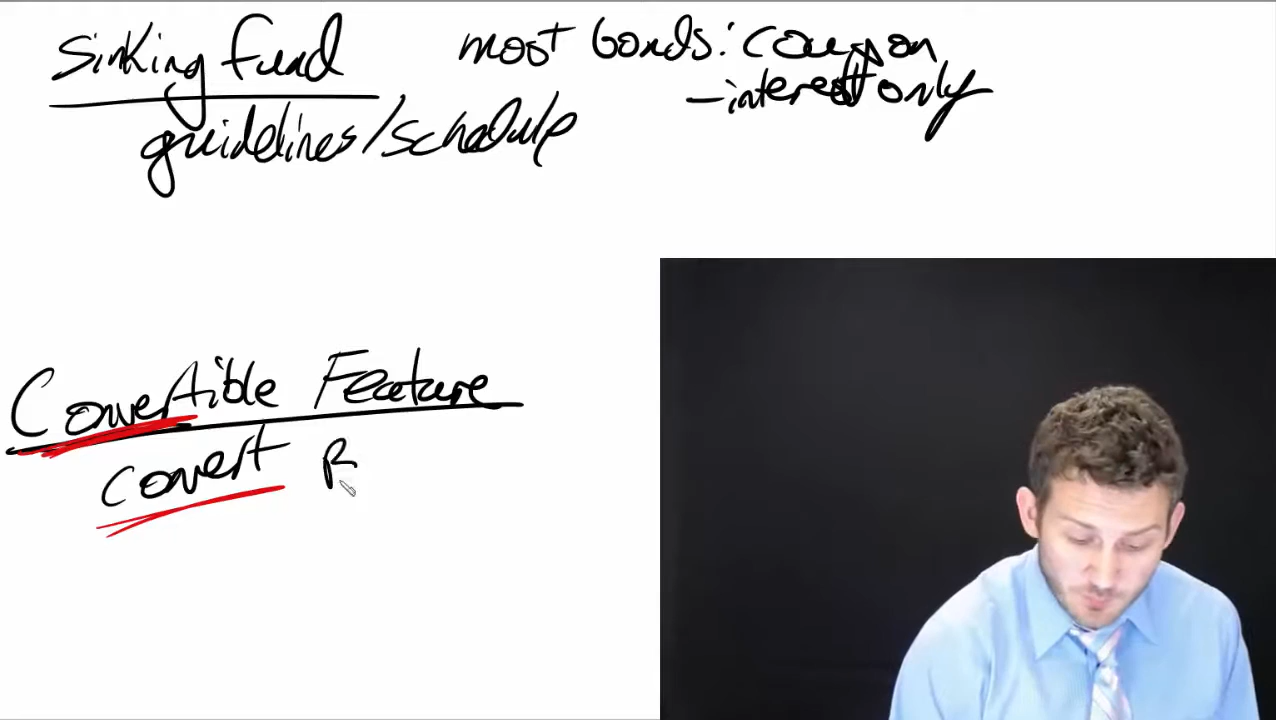 Sinking Fund
most bonds: coupon
- interest only
guidelines/schedule
Convertible Feature
convert B